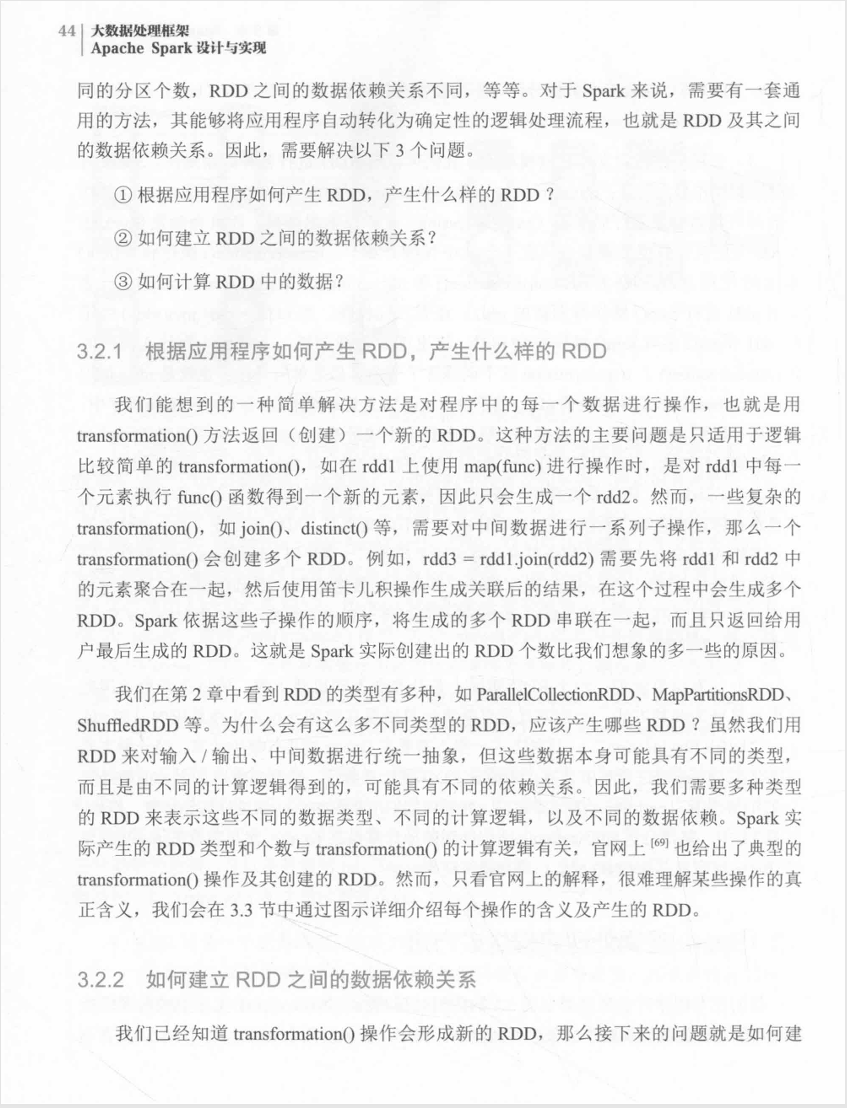 44 大数据处理框架
Apache Spark 设计与实现
同的分区个数，RDD 之间的数据依赖关系不同，等等。对于 Spark 来说，需要有一套通
用的方法，其能够将应用程序自动转化为确定性的逻辑处理流程，也就是 RDD 及其之间
的数据依赖关系。因此，需要解决以下 3 个问题。
① 根据应用程序如何产生 RDD，产生什么样的 RDD？
② 如何建立 RDD 之间的数据依赖关系？
③ 如何计算 RDD 中的数据？
3.2.1 根据应用程序如何产生 RDD，产生什么样的 RDD
我们能想到的一种简单解决方法是对程序中的每一个数据进行操作，也就是用
transformation() 方法返回（创建）一个新的 RDD。这种方法的主要问题是只适用于逻辑
比较简单的 transformation()，如在 rdd1 上使用 map(func) 进行操作时，是对 rdd1 中每一
个元素执行 func() 函数得到一个新的元素，因此只会生成一个 rdd2。然而，一些复杂的
transformation()，如 join()、distinct() 等，需要对中间数据进行一系列子操作，那么一个
transformation() 会创建多个 RDD。例如，rdd3 = rdd1.join(rdd2) 需要先将 rdd1 和 rdd2 中
的元素聚合在一起，然后使用笛卡儿积操作生成关联后的结果，在这个过程中会生成多个
RDD。Spark 依据这些子操作的顺序，将生成的多个 RDD 串联在一起，而且只返回给用
户最后生成的 RDD。这就是 Spark 实际创建出的 RDD 个数比我们想象的多一些的原因。
我们在第 2 章中看到 RDD 的类型有多种，如 ParallelCollectionRDD、MapPartitionsRDD、
ShuffledRDD 等。为什么会有这么多不同类型的 RDD，应该产生哪些 RDD？虽然我们用
RDD 来对输入 / 输出、中间数据进行统一抽象，但这些数据本身可能具有不同的类型，
而且是由不同的计算逻辑得到的，可能具有不同的依赖关系。因此，我们需要多种类型
的 RDD 来表示这些不同的数据类型、不同的计算逻辑，以及不同的数据依赖。Spark 实
际产生的 RDD 类型和个数与 transformation() 的计算逻辑有关，官网上 [69] 也给出了典型的
transformation() 操作及其创建的 RDD。然而，只看官网上的解释，很难理解某些操作的真
正含义，我们会在 3.3 节中通过图示详细介绍每个操作的含义及产生的 RDD。
3.2.2 如何建立 RDD 之间的数据依赖关系
我们已经知道 transformation() 操作会形成新的 RDD，那么接下来的问题就是如何建